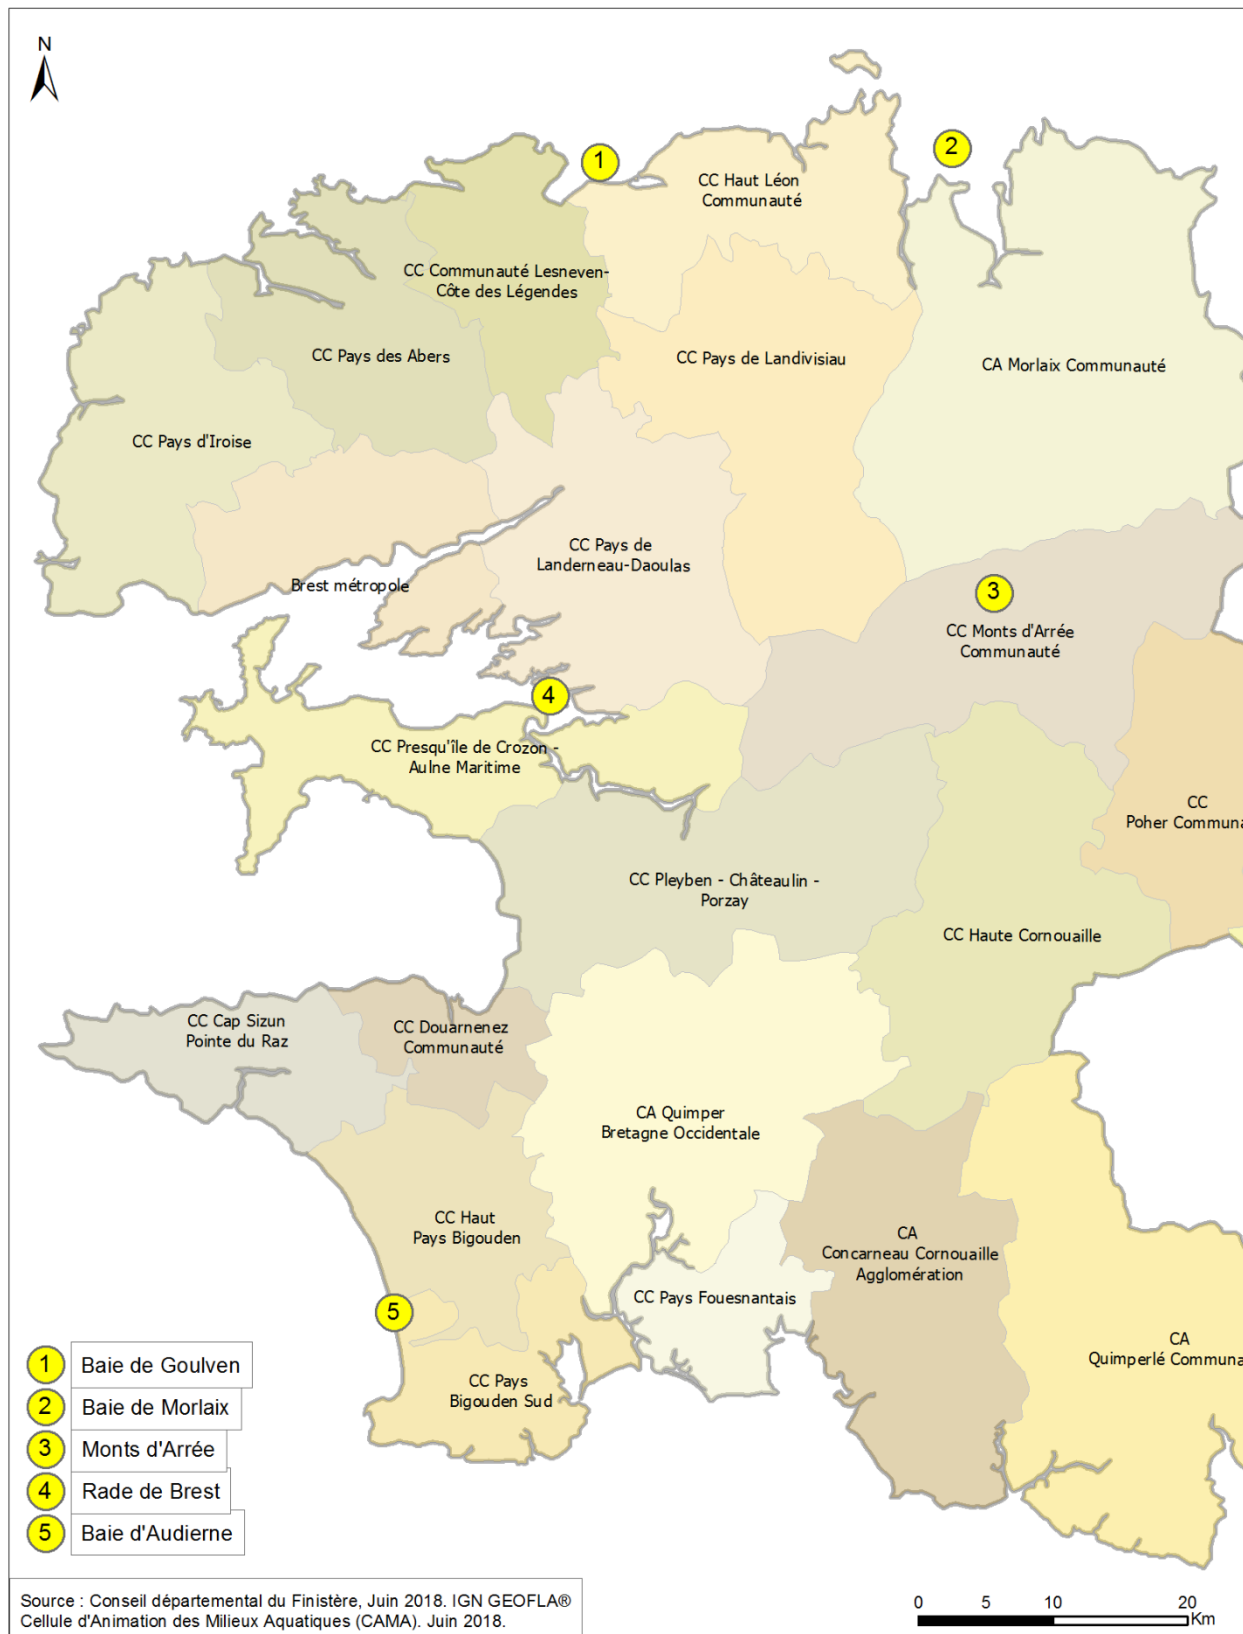 N
1
2
CC Haut Léon
Communauté
CC Communauté Lesneven-
Côte des Légendes
CC Pays des Abers
CC Pays de Landivisiau
CA Morlaix Communauté
CC Pays d'Iroise
CC Pays de
Landerneau-Daoulas
Brest métropole
3
CC Monts d'Arrée
Communauté
4
CC Presqu'île de Crozon -
Aulne Maritime
CC
Poher Communa
CC Pleyben - Châteaulin -
Porzay
CC Haute Cornouaille
CC Cap Sizun
Pointe du Raz
CC Douarnenez
Communauté
CA Quimper
Bretagne Occidentale
CC Haut
Pays Bigouden
CA
Concarneau Cornouaille
Agglomération
CC Pays Fouesnantais
5
CA
Quimperlé Communa
CC Pays
Bigouden Sud
1 Baie de Goulven
2 Baie de Morlaix
3 Monts d'Arrée
4 Rade de Brest
5 Baie d'Audierne
Source : Conseil départemental du Finistère, Juin 2018. IGN GEOFLA®
Cellule d'Animation des Milieux Aquatiques (CAMA). Juin 2018.
0 5 10 20
Km